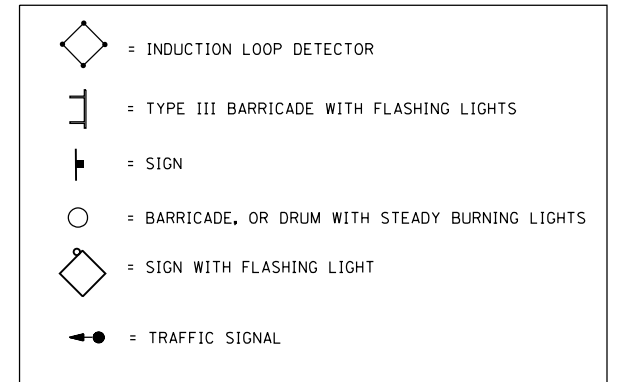 = INDUCTION LOOP DETECTOR
= TYPE III BARRICADE WITH FLASHING LIGHTS
= SIGN
= BARRICADE, OR DRUM WITH STEADY BURNING LIGHTS
= SIGN WITH FLASHING LIGHT
= TRAFFIC SIGNAL